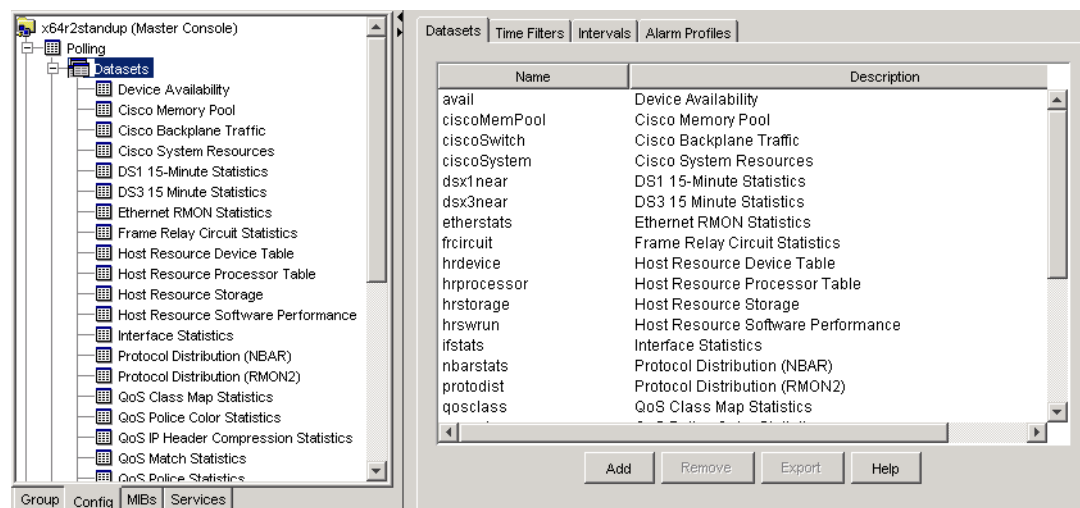 x64r2standup (Master Console)
Polling
Datasets
Device Availability
Cisco Memory Pool
Cisco Backplane Traffic
Cisco System Resources
DS1 15-Minute Statistics
DS3 15 Minute Statistics
Ethernet RMON Statistics
Frame Relay Circuit Statistics
Host Resource Device Table
Host Resource Processor Table
Host Resource Storage
Host Resource Software Performance
Interface Statistics
Protocol Distribution (NBAR)
Protocol Distribution (RMON2)
QoS Class Map Statistics
QoS Police Color Statistics
QoS IP Header Compression Statistics
QoS Match Statistics
QoS Police Statistics
Group Config MIBs Services
Datasets Time Filters Intervals Alarm Profiles
Name Description
avail Device Availability
ciscoMemPool Cisco Memory Pool
ciscoSwitch Cisco Backplane Traffic
ciscoSystem Cisco System Resources
dsx1near DS1 15-Minute Statistics
dsx3near DS3 15 Minute Statistics
etherstats Ethernet RMON Statistics
frcircuit Frame Relay Circuit Statistics
hrdevice Host Resource Device Table
hrprocessor Host Resource Processor Table
hrstorage Host Resource Storage
hrswrun Host Resource Software Performance
ifstats Interface Statistics
nbarstats Protocol Distribution (NBAR)
protodist Protocol Distribution (RMON2)
qosclass QoS Class Map Statistics
Add Remove Export Help